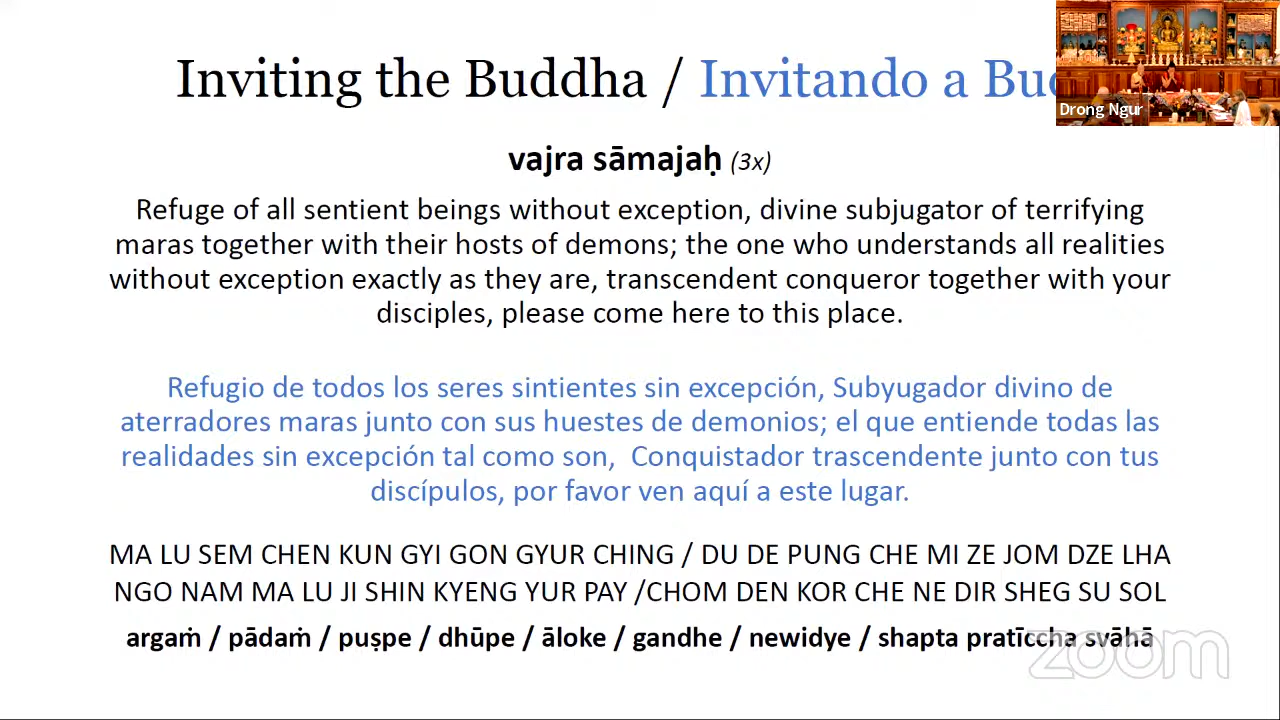 Inviting the Buddha / Invitando a
Drong Ngur
vajra sāmajaḥ (3x)
Refuge of all sentient beings without exception, divine subjugator of terrifying
maras together with their hosts of demons; the one who understands all realities
without exception exactly as they are, transcendent conqueror together with your
disciples, please come here to this place.
Refugio de todos los seres sintientes sin excepción, Subyugador divino de
aterradores maras junto con sus huestes de demonios; el que entiende todas las
realidades sin excepción tal como son, Conquistador trascendente junto con tus
discípulos, por favor ven aquí a este lugar.
MA LU SEM CHEN KUN GYI GON GYUR CHING / DU DE PUNG CHE MI ZE JOM DZE LHA
NGO NAM MA LU JI SHIN KYENG YUR PAY /CHOM DEN KOR CHE NE DIR SHEG SU SOL
argaṁ / pādaṁ / puṣpe / dhūpe / āloke / gandhe / newidye / shapta pratīccha svāhā
zoom